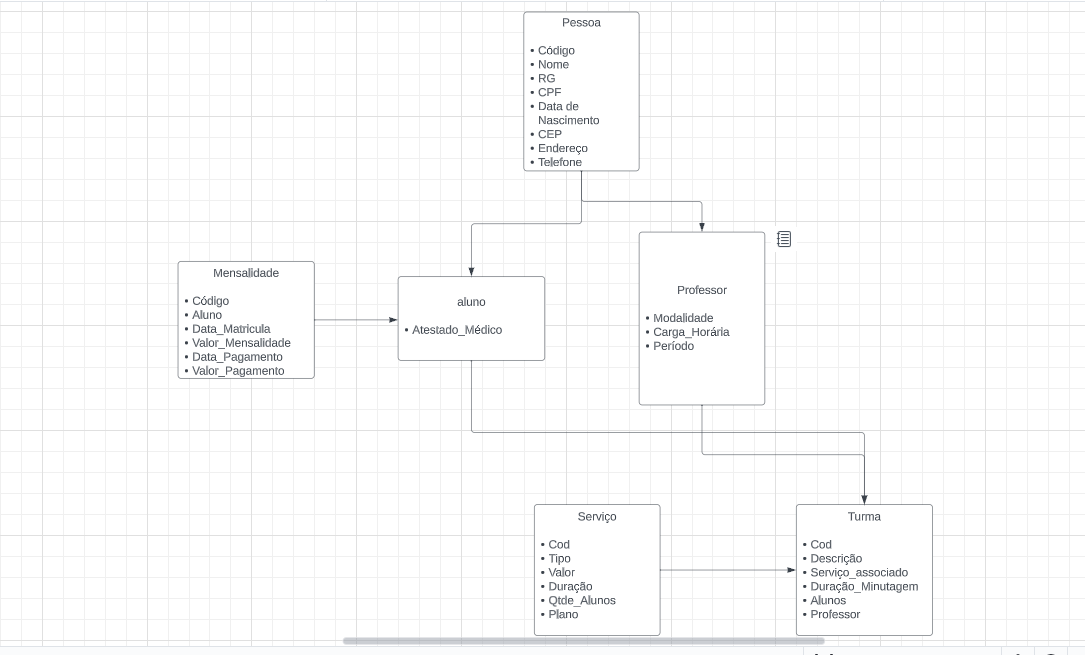 Pessoa
• Código
• Nome
• RG
• CPF
• Data de
Nascimento
• CEP
• Endereço
• Telefone
Mensalidade
• Código
• Aluno
• Data_Matricula
• Valor_Mensalidade
• Data_Pagamento
• Valor_Pagamento
aluno
• Atestado_Médico
Professor
• Modalidade
• Carga_Horária
• Período
Serviço
• Cod
• Tipo
• Valor
• Duração
• Qtde_Alunos
• Plano
Turma
• Cod
• Descrição
• Serviço_associado
• Duração_Minutagem
• Alunos
• Professor